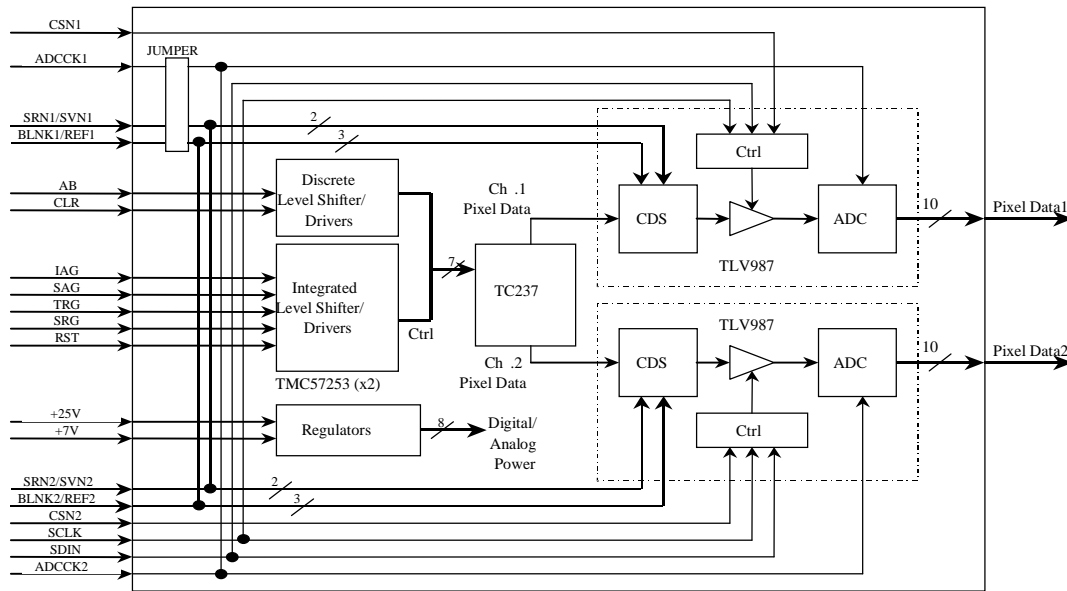 CSN1
ADCCK1
JUMPER
SRN1/SVN1
BLNK1/REF1
2
3
Ctrl
AB
CLR
Discrete
Level Shifter/
Drivers
Ch .1
Pixel Data
CDS
ADC
10
Pixel Data1
TLV987
IAG
SAG
TRG
SRG
RST
Integrated
Level Shifter/
Drivers
Ctrl
7
TC237
TLV987
TMC57253 (x2)
Ch .2
Pixel Data
CDS
ADC
10
Pixel Data2
+25V
+7V
Regulators
8
Digital/
Analog
Power
Ctrl
SRN2/SVN2
BLNK2/REF2
CSN2
SCLK
SDIN
ADCCK2
2
3